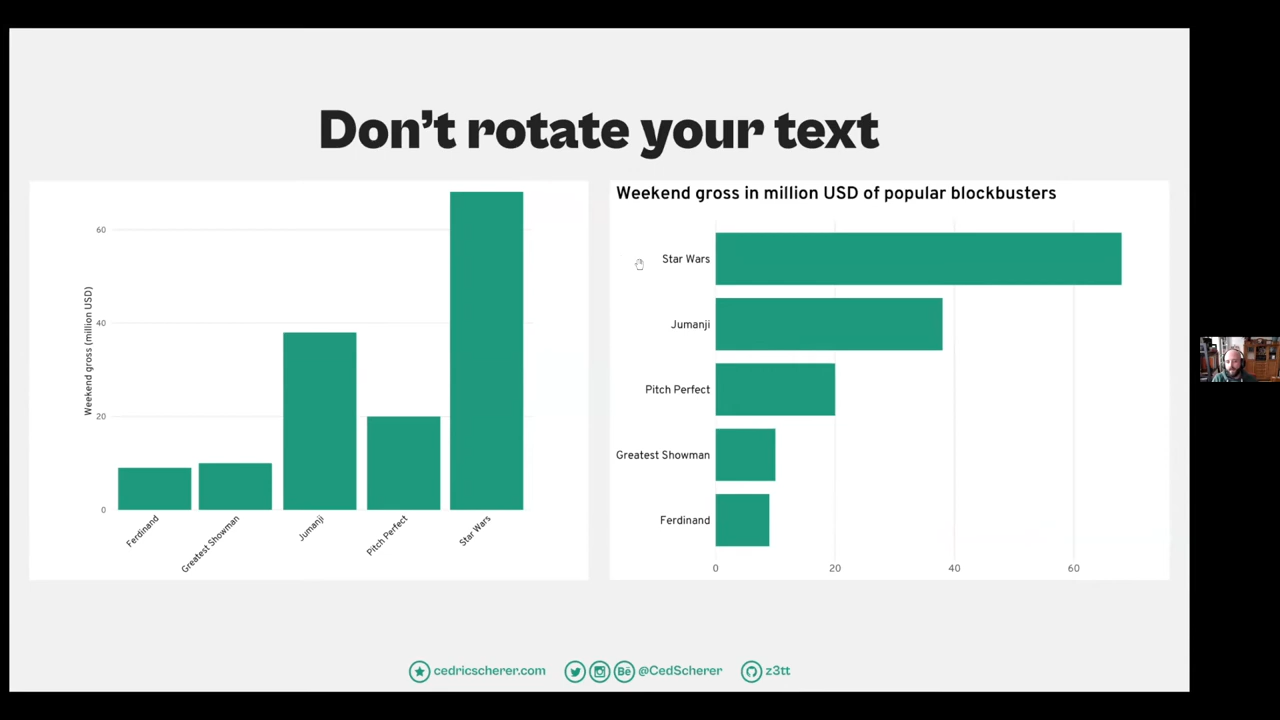 Don't rotate your text
60
40
20
0
Weekend gross (million USD)
Ferdinand
Greatest Showman
Jumanji
Pitch Perfect
Star Wars
Weekend gross in million USD of popular blockbusters
Star Wars
Jumanji
Pitch Perfect
Greatest Showman
Ferdinand
0 20 40 60
cedricscherer.com Bē @CedScherer z3tt